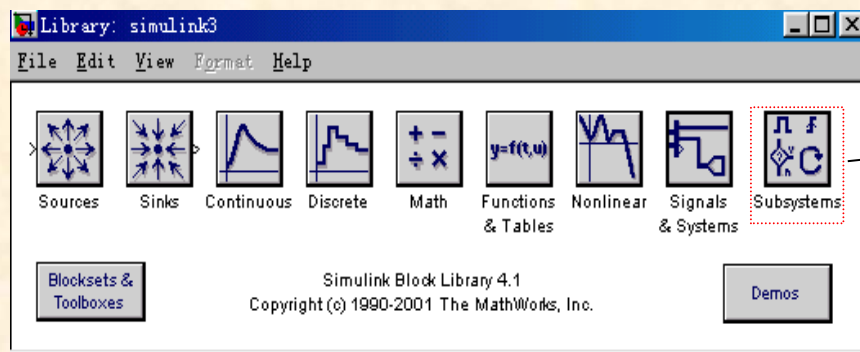 Library: simulink3
File Edit View Format Help
+ −
÷ ×
y=f(t,u)
Sources Sinks Continuous Discrete Math Functions & Tables Nonlinear Signals & Systems Subsystems
Blocksets & Toolboxes
Simulink Block Library 4.1
Copyright (c) 1990-2001 The MathWorks, Inc.
Demos